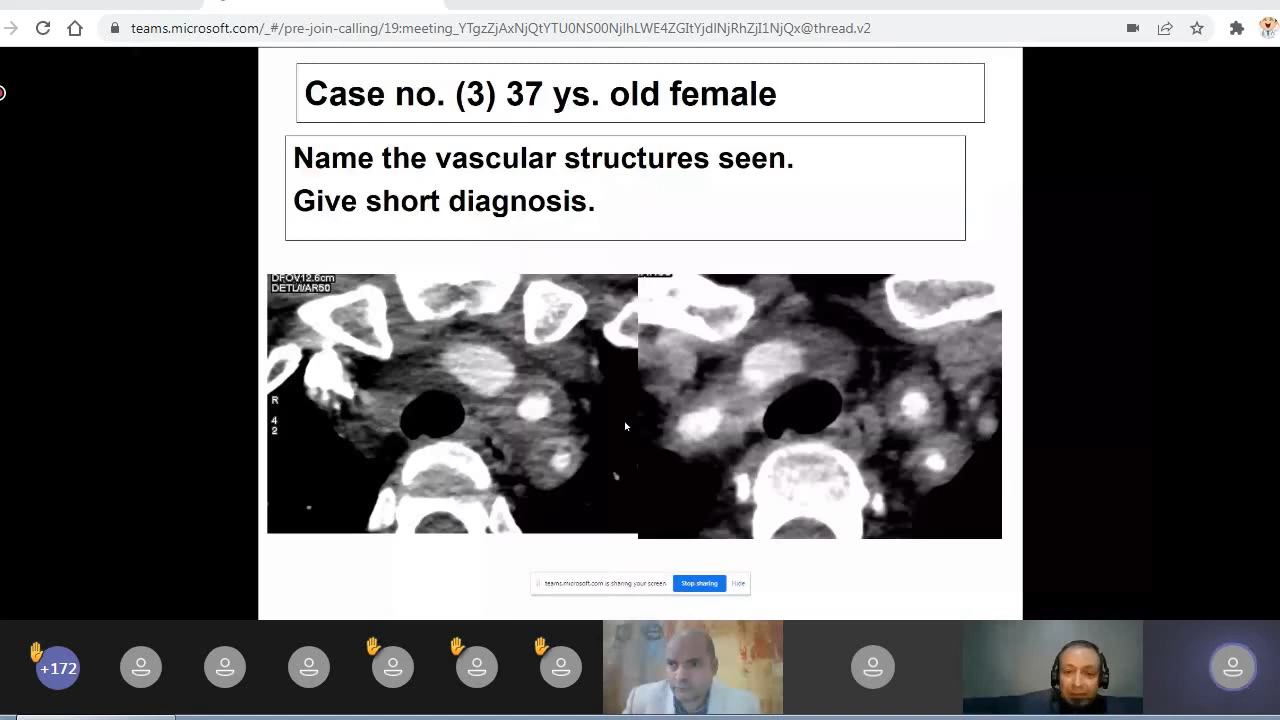 teams.microsoft.com/_#/pre-join-calling/19:meeting_YTgzZjAxNjQtYTU0NS00NjlhLWE4ZGItYjdlNjRhZjI1NjQx@thread.v2
Case no. (3) 37 ys. old female
Name the vascular structures seen.
Give short diagnosis.
DFOV12.6cm
DETL//AR50
R
4
2
teams.microsoft.com is sharing your screen Stop sharing Hide
+172